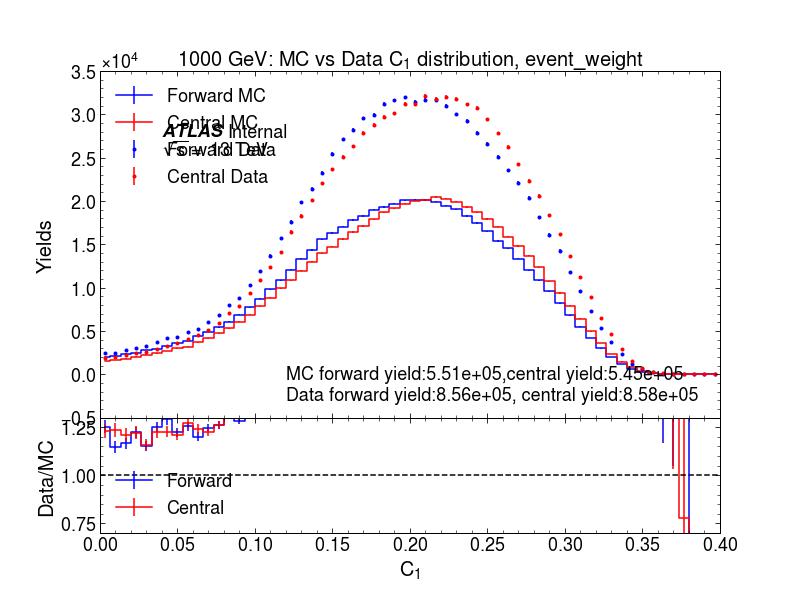 1000 GeV: MC vs Data C1 distribution, event_weight
×10^4
3.5
3.0
2.5
2.0
1.5
1.0
0.5
0.0
0.5
Yields
Forward MC
Central MC
ATLAS Internal
√s = 13 TeV
Forward Data
Central Data
MC forward yield:5.51e+05,central yield:5.45e+05
Data forward yield:8.56e+05, central yield:8.58e+05
1.25
1.00
0.75
Data/MC
Forward
Central
0.00 0.05 0.10 0.15 0.20 0.25 0.30 0.35 0.40
C1